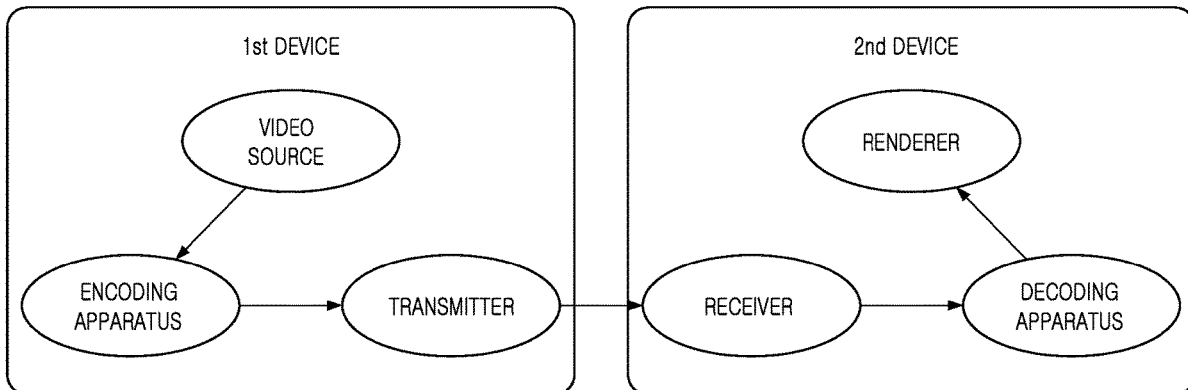 1st DEVICE
VIDEO
SOURCE
ENCODING
APPARATUS
TRANSMITTER
2nd DEVICE
RENDERER
RECEIVER
DECODING
APPARATUS